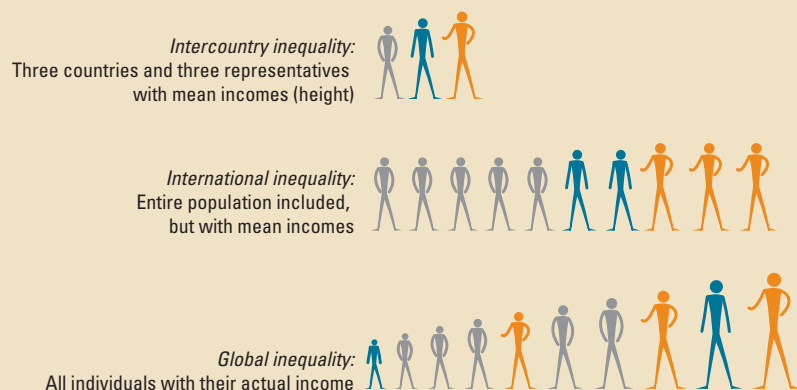 Intercountry inequality:
Three countries and three representatives
with mean incomes (height)
International inequality:
Entire population included,
but with mean incomes
Global inequality:
All individuals with their actual income